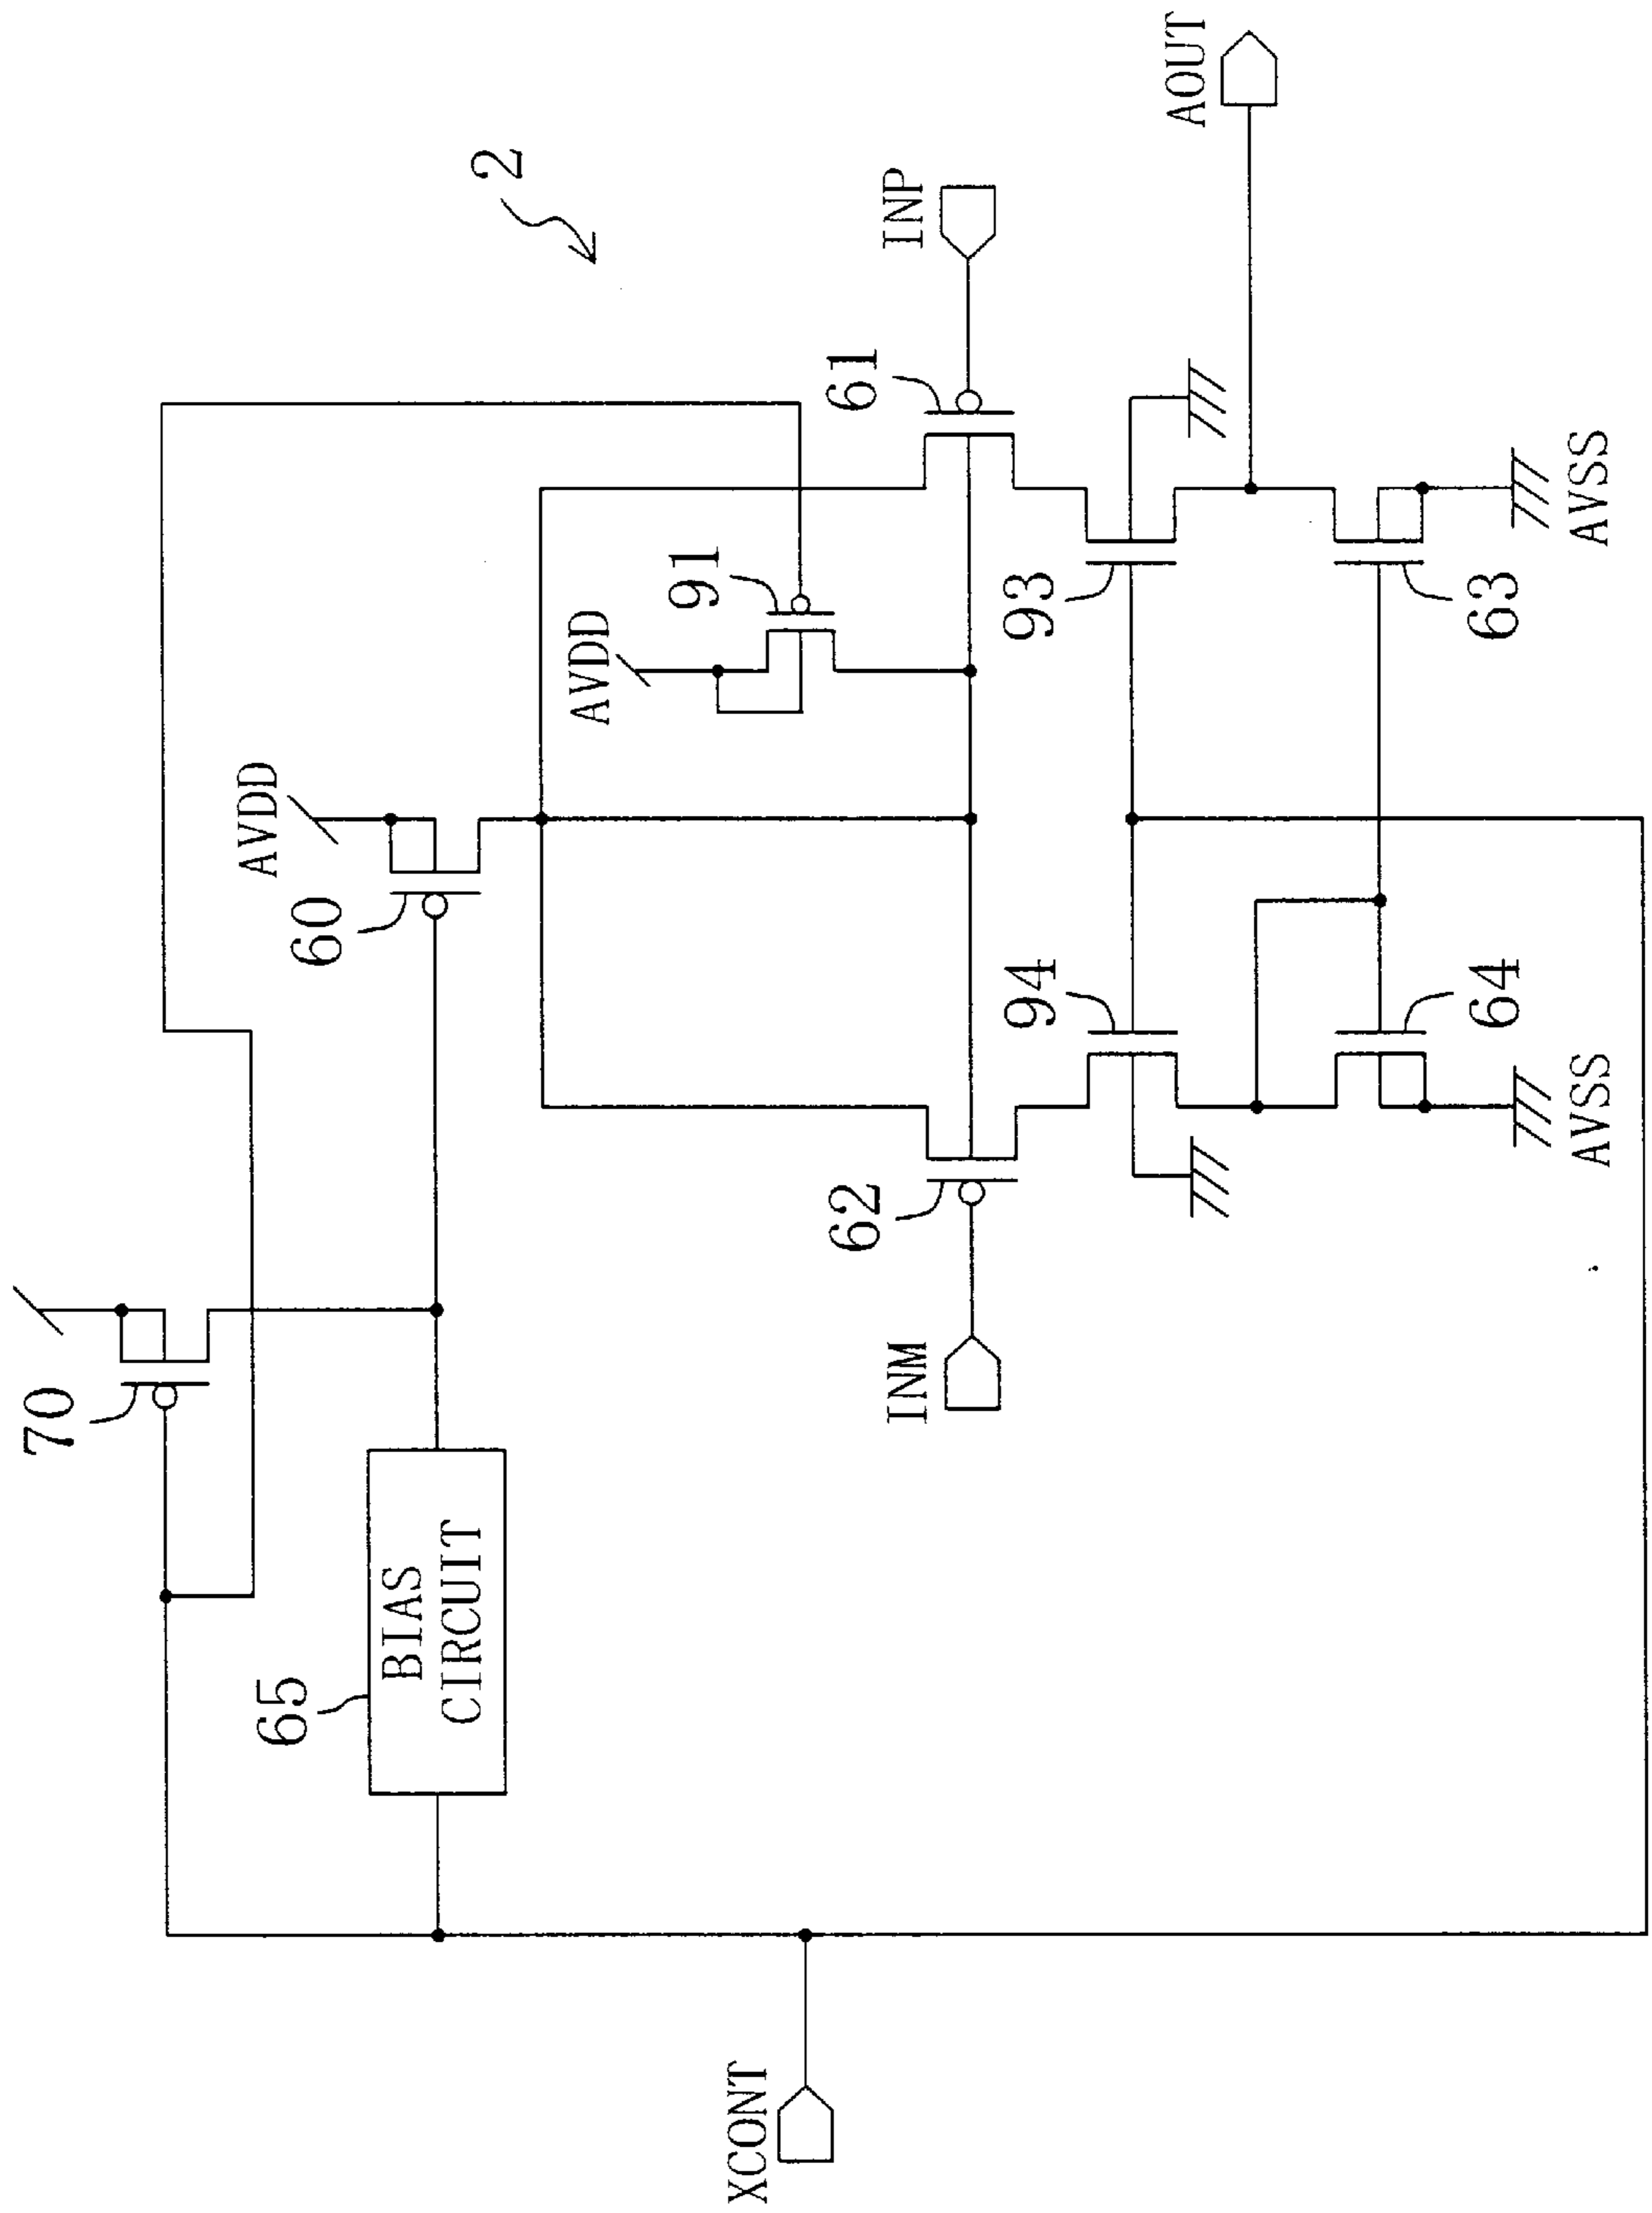 2
70
AVDD
60
65
BIAS
CIRCUIT
AVDD
91
XCONT
INM
62
61
INP
94
93
AOUT
64
63
AVSS
AVSS